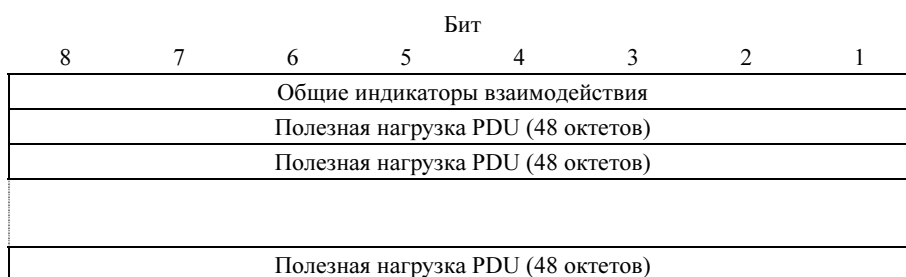 Бит
8 7 6 5 4 3 2 1
Общие индикаторы взаимодействия
Полезная нагрузка PDU (48 октетов)
Полезная нагрузка PDU (48 октетов)
Полезная нагрузка PDU (48 октетов)